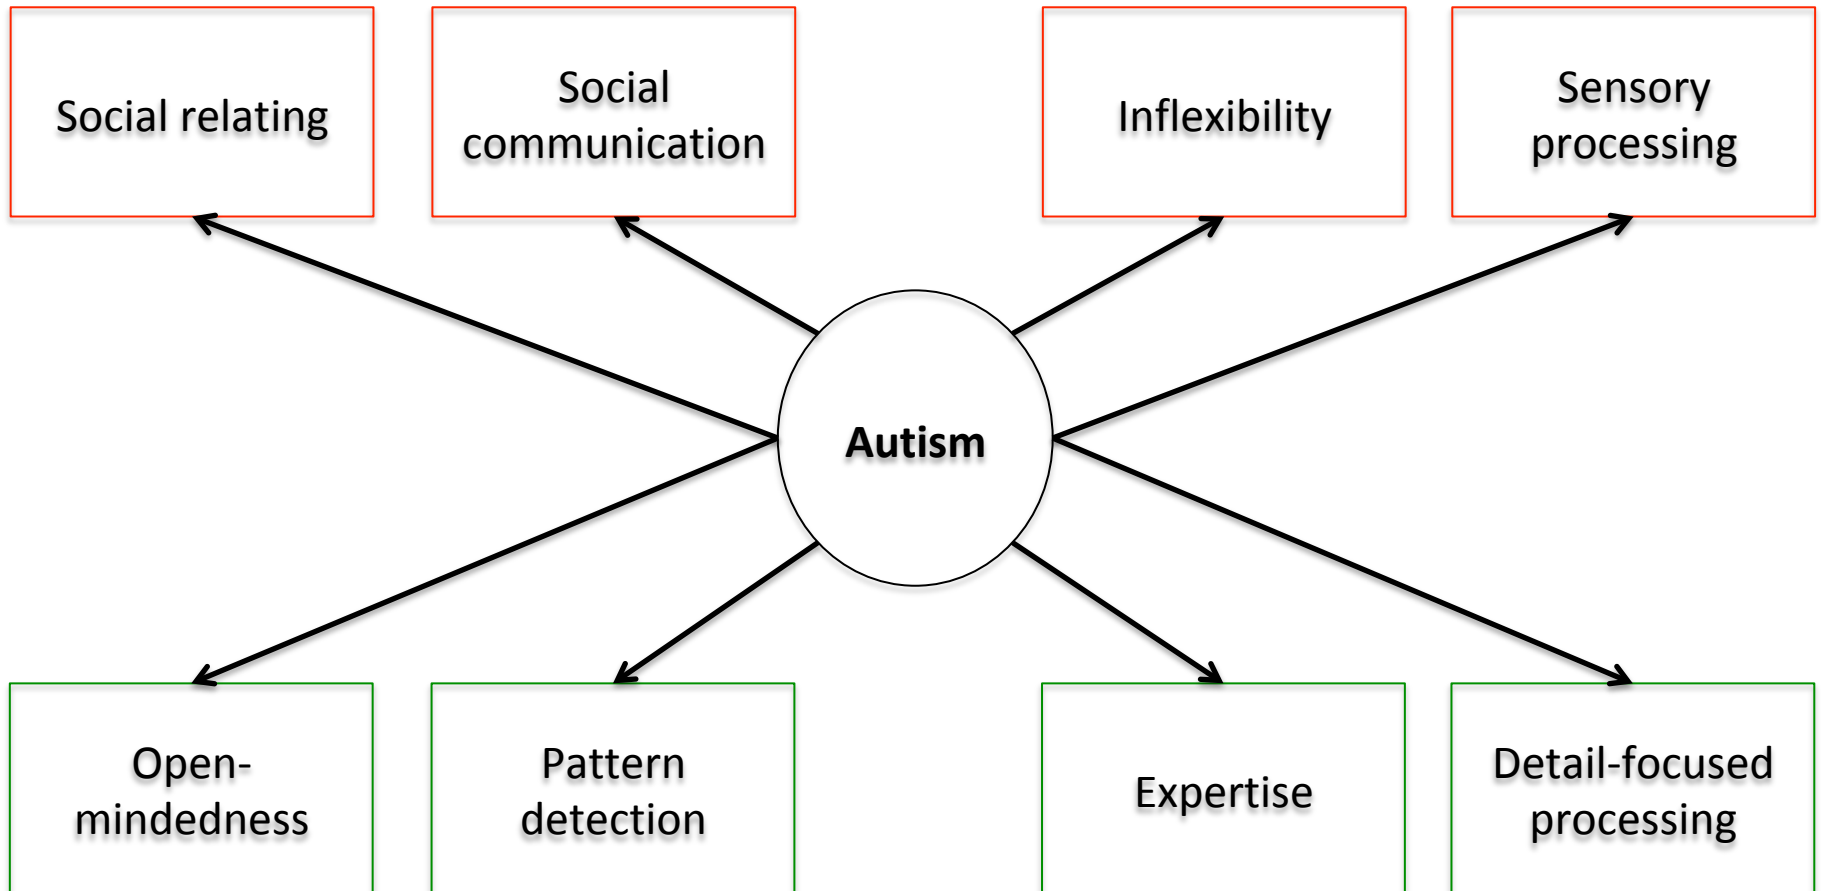 Social relating
Social
communication
Inflexibility
Sensory
processing
Autism
Open-
mindedness
Pattern
detection
Expertise
Detail-focused
processing